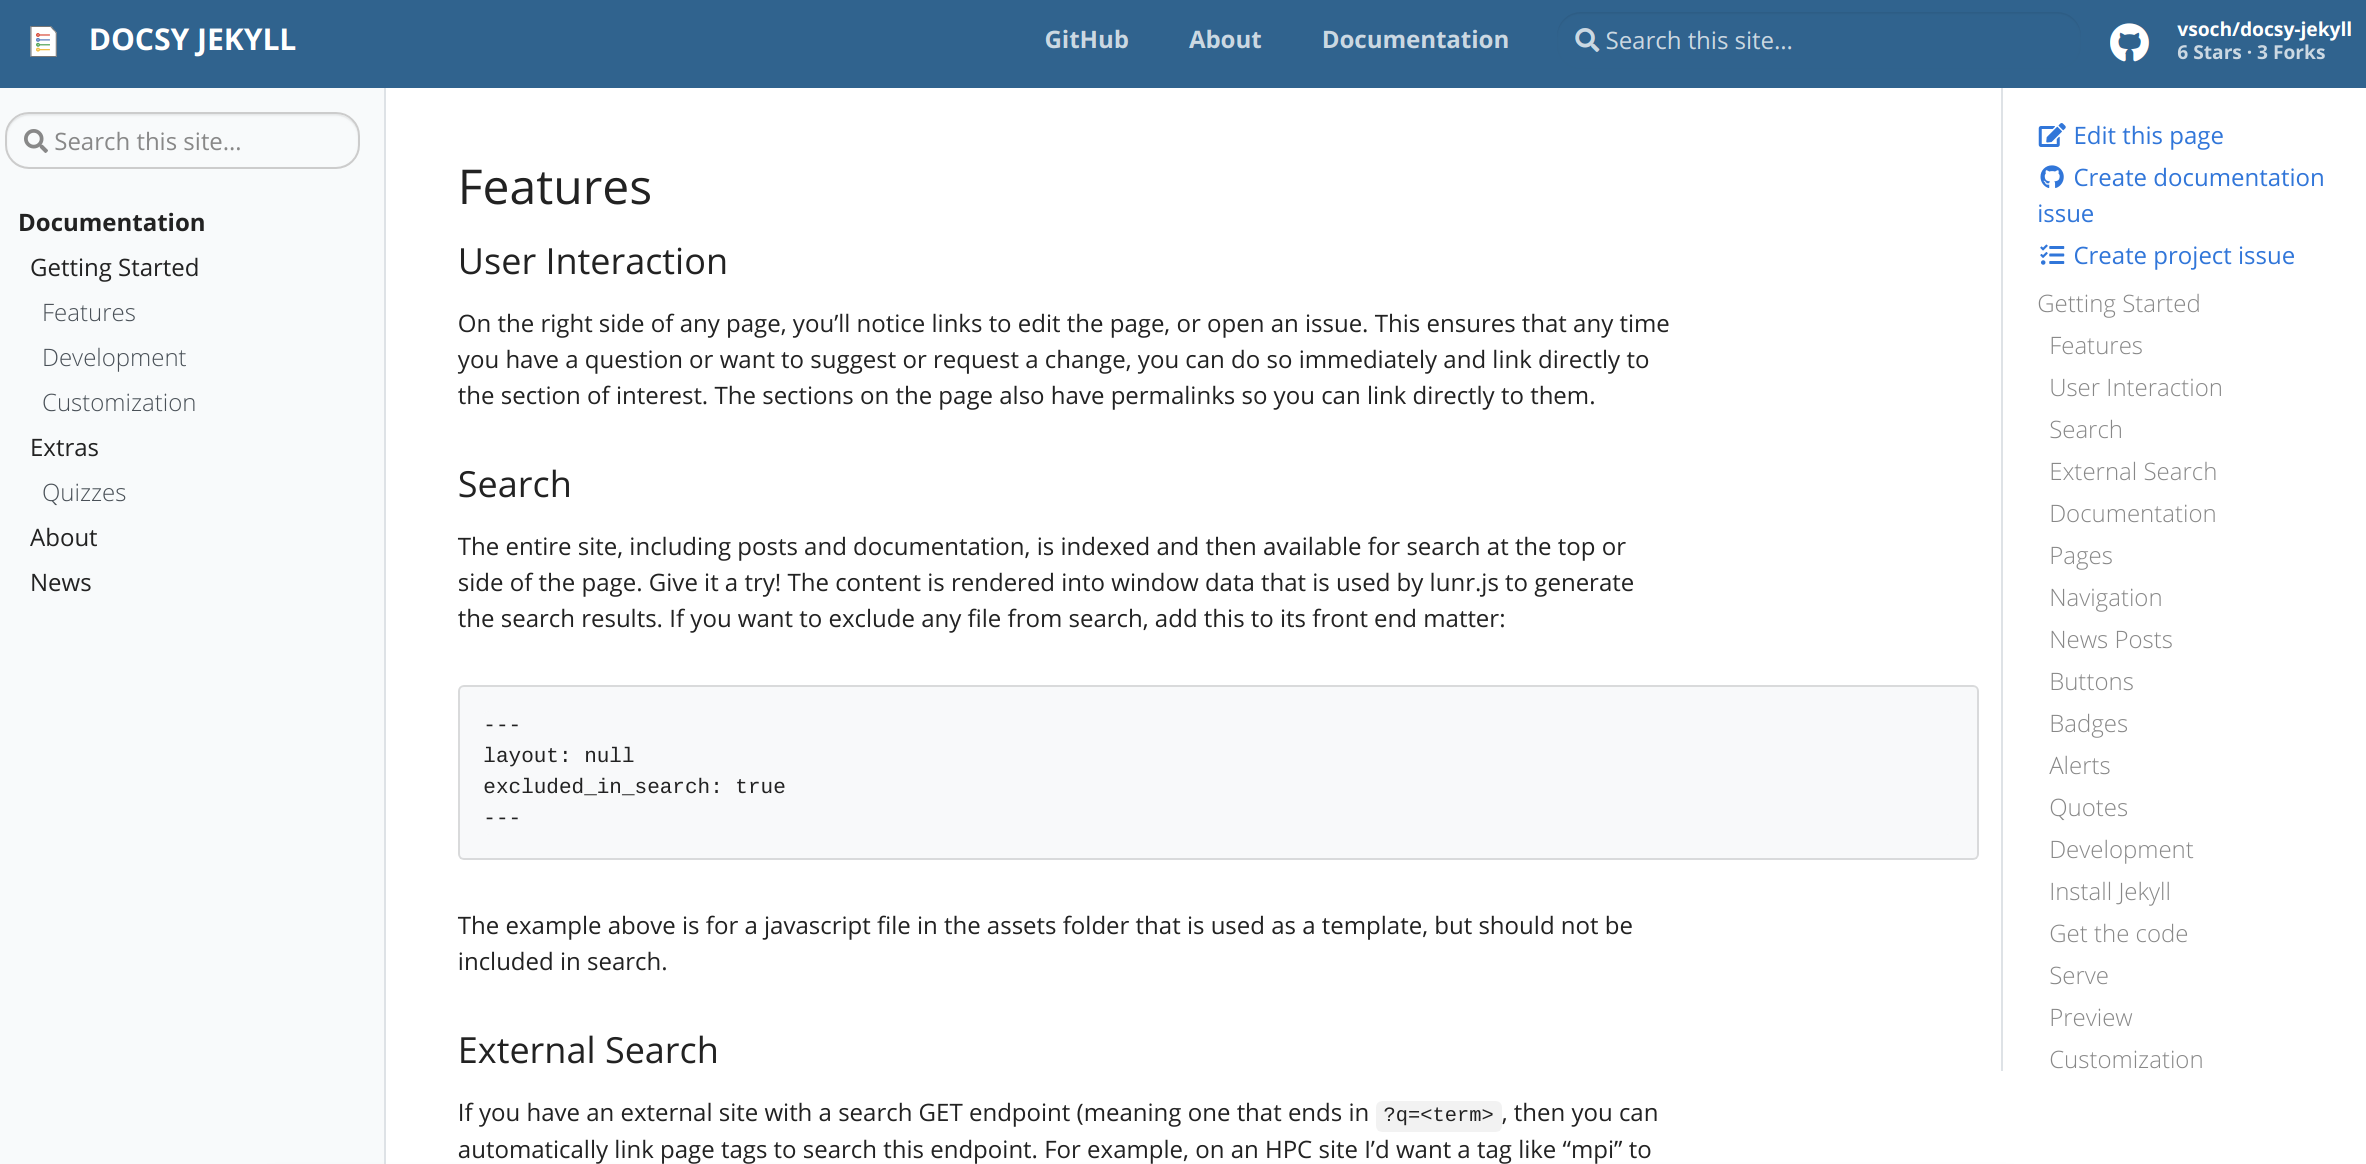 DOCSY JEKYLL
GitHub
About
Documentation
Search this site...
vsoch/docsy-jekyll
6 Stars · 3 Forks
Search this site...
Documentation
Getting Started
Features
Development
Customization
Extras
Quizzes
About
News
Features
User Interaction
On the right side of any page, you’ll notice links to edit the page, or open an issue. This ensures that any time
you have a question or want to suggest or request a change, you can do so immediately and link directly to
the section of interest. The sections on the page also have permalinks so you can link directly to them.
Search
The entire site, including posts and documentation, is indexed and then available for search at the top or
side of the page. Give it a try! The content is rendered into window data that is used by lunr.js to generate
the search results. If you want to exclude any file from search, add this to its front end matter:
---
layout: null
excluded_in_search: true
---
The example above is for a javascript file in the assets folder that is used as a template, but should not be
included in search.
External Search
If you have an external site with a search GET endpoint (meaning one that ends in ?q=<term>, then you can
automatically link page tags to search this endpoint. For example, on an HPC site I’d want a tag like “mpi” to
Edit this page
Create documentation
issue
Create project issue
Getting Started
Features
User Interaction
Search
External Search
Documentation
Pages
Navigation
News Posts
Buttons
Badges
Alerts
Quotes
Development
Install Jekyll
Get the code
Serve
Preview
Customization